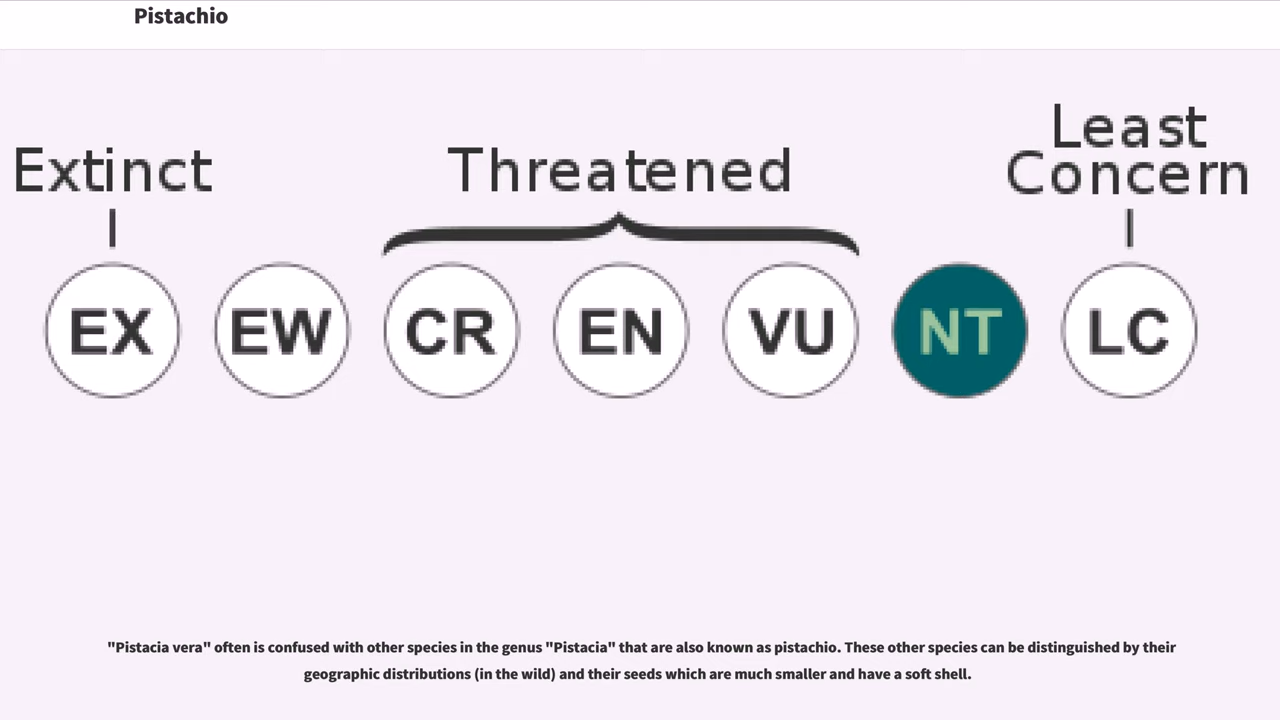 Pistachio
Least
Extinct Threatened Concern
EX EW CR EN VU NT LC
"Pistacia vera" often is confused with other species in the genus "Pistacia" that are also known as pistachio. These other species can be distinguished by their
geographic distributions (in the wild) and their seeds which are much smaller and have a soft shell.